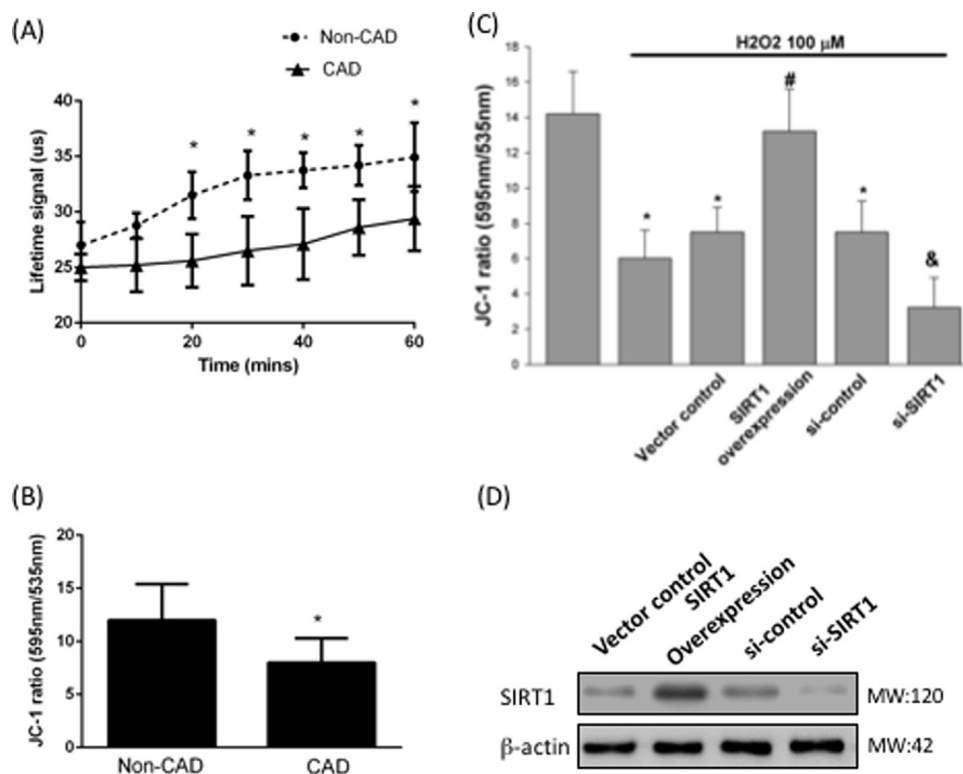 (A)
Non-CAD
CAD
Lifetime signal (us)
40
35
30
25
20
* * * * *
0 20 40 60
Time (mins)
(B)
JC-1 ratio (595nm/535nm)
20
15
10
5
0
*
Non-CAD CAD
(C)
H2O2 100 μM
JC-1 ratio (595nm/535nm)
18
16
14
12
10
8
6
4
2
0
* * # * &
Vector control
SIRT1
overexpression
si-control
si-SIRT1
(D)
Vector control
SIRT1
Overexpression
si-control
si-SIRT1
SIRT1 MW:120
β-actin MW:42